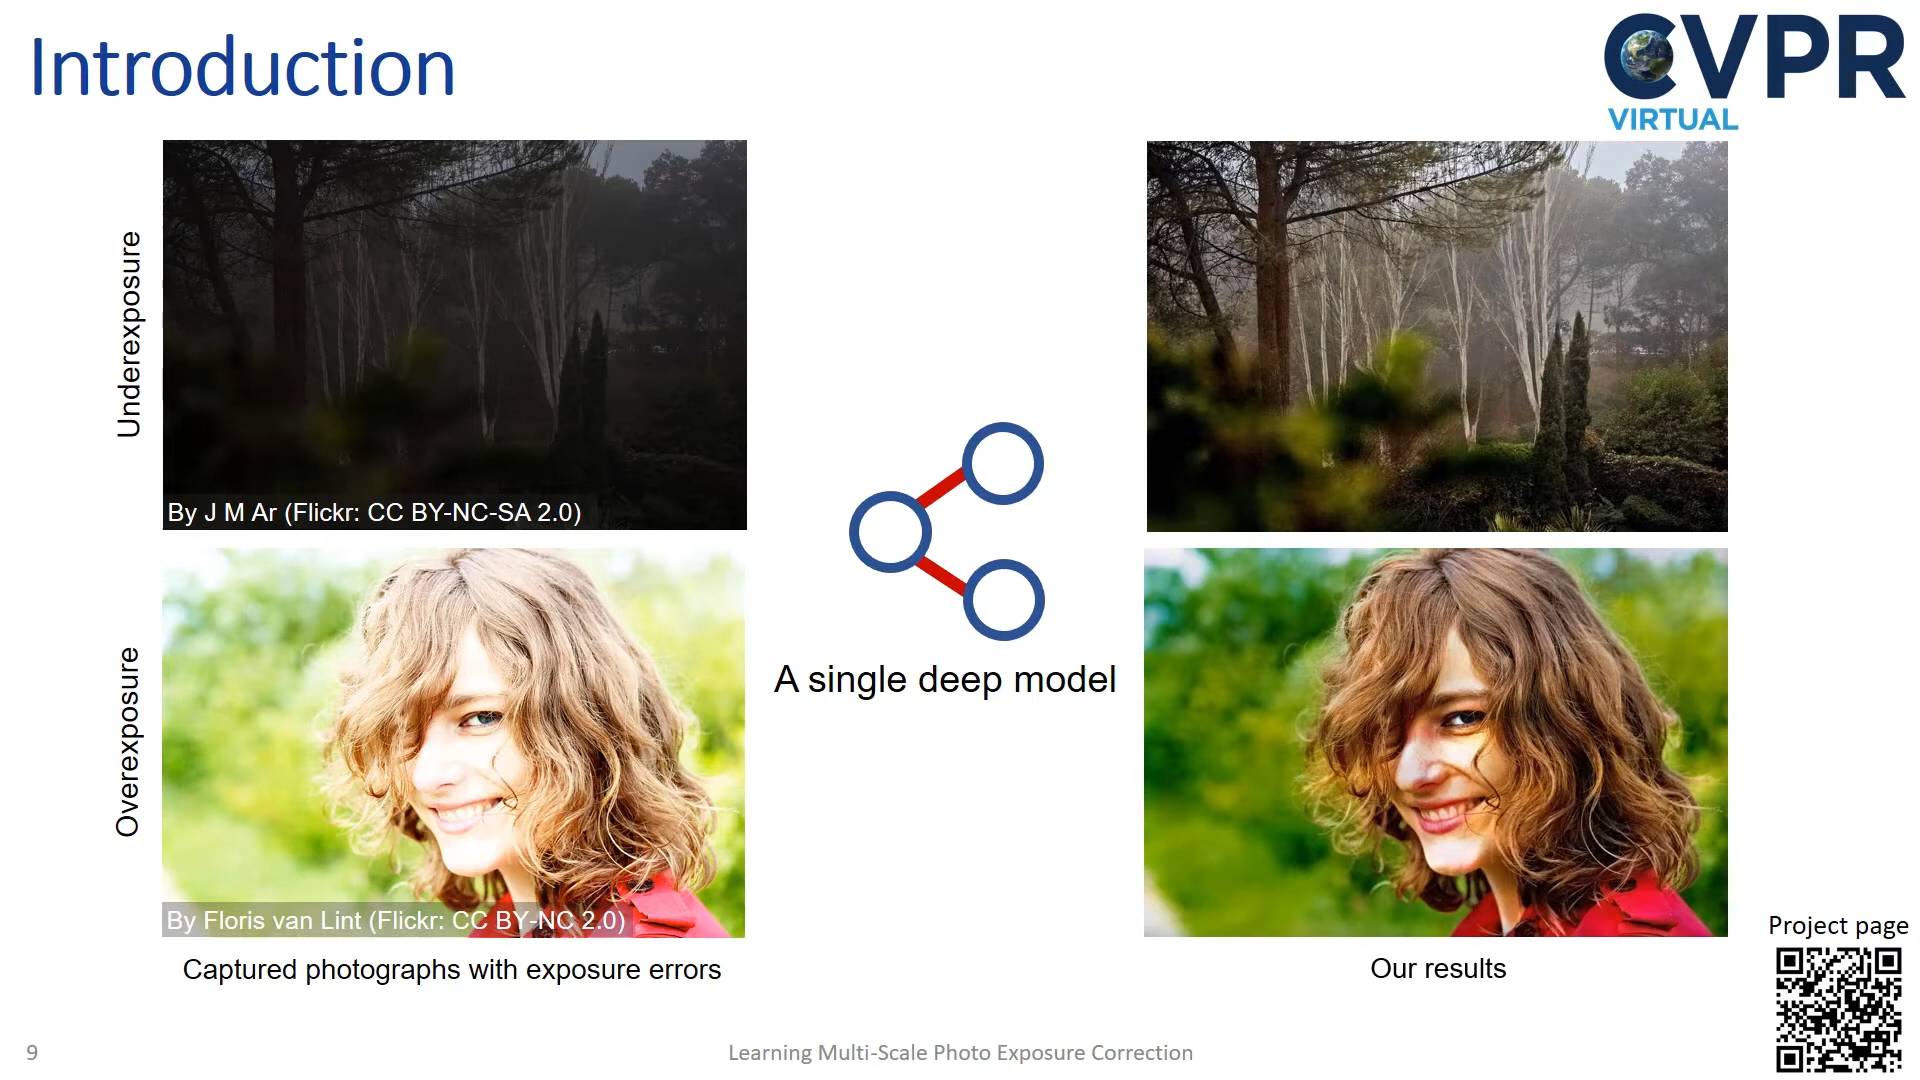 Introduction
CVPR
VIRTUAL
Underexposure
By J M Ar (Flickr: CC BY-NC-SA 2.0)
A single deep model
Overexposure
By Floris van Lint (Flickr: CC BY-NC 2.0)
Captured photographs with exposure errors
Our results
Project page
9
Learning Multi-Scale Photo Exposure Correction